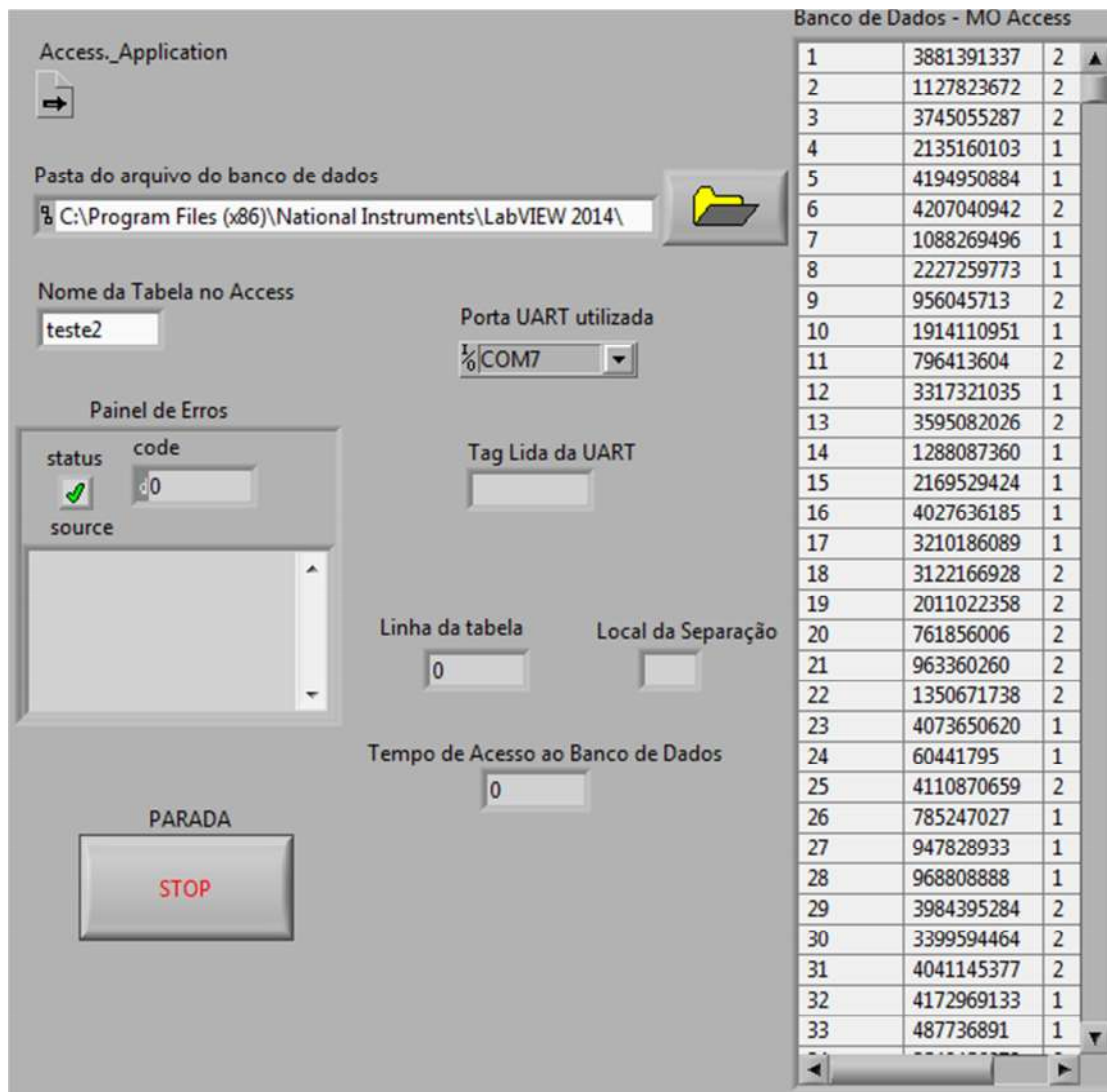 Access._Application
Pasta do arquivo do banco de dados
C:\Program Files (x86)\National Instruments\LabVIEW 2014\
Nome da Tabela no Access
teste2
Porta UART utilizada
COM7
Painel de Erros
status
code
d0
source
Tag Lida da UART
Linha da tabela
0
Local da Separação
Tempo de Acesso ao Banco de Dados
0
PARADA
STOP
Banco de Dados - MO Access
1 3881391337 2
2 1127823672 2
3 3745055287 2
4 2135160103 1
5 4194950884 1
6 4207040942 2
7 1088269496 1
8 2227259773 1
9 956045713 2
10 1914110951 1
11 796413604 2
12 3317321035 1
13 3595082026 2
14 1288087360 1
15 2169529424 1
16 4027636185 1
17 3210186089 1
18 3122166928 2
19 2011022358 2
20 761856006 2
21 963360260 2
22 1350671738 2
23 4073650620 1
24 60441795 1
25 4110870659 2
26 785247027 1
27 947828933 1
28 968808888 1
29 3984395284 2
30 3399594464 2
31 4041145377 2
32 4172969133 1
33 487736891 1